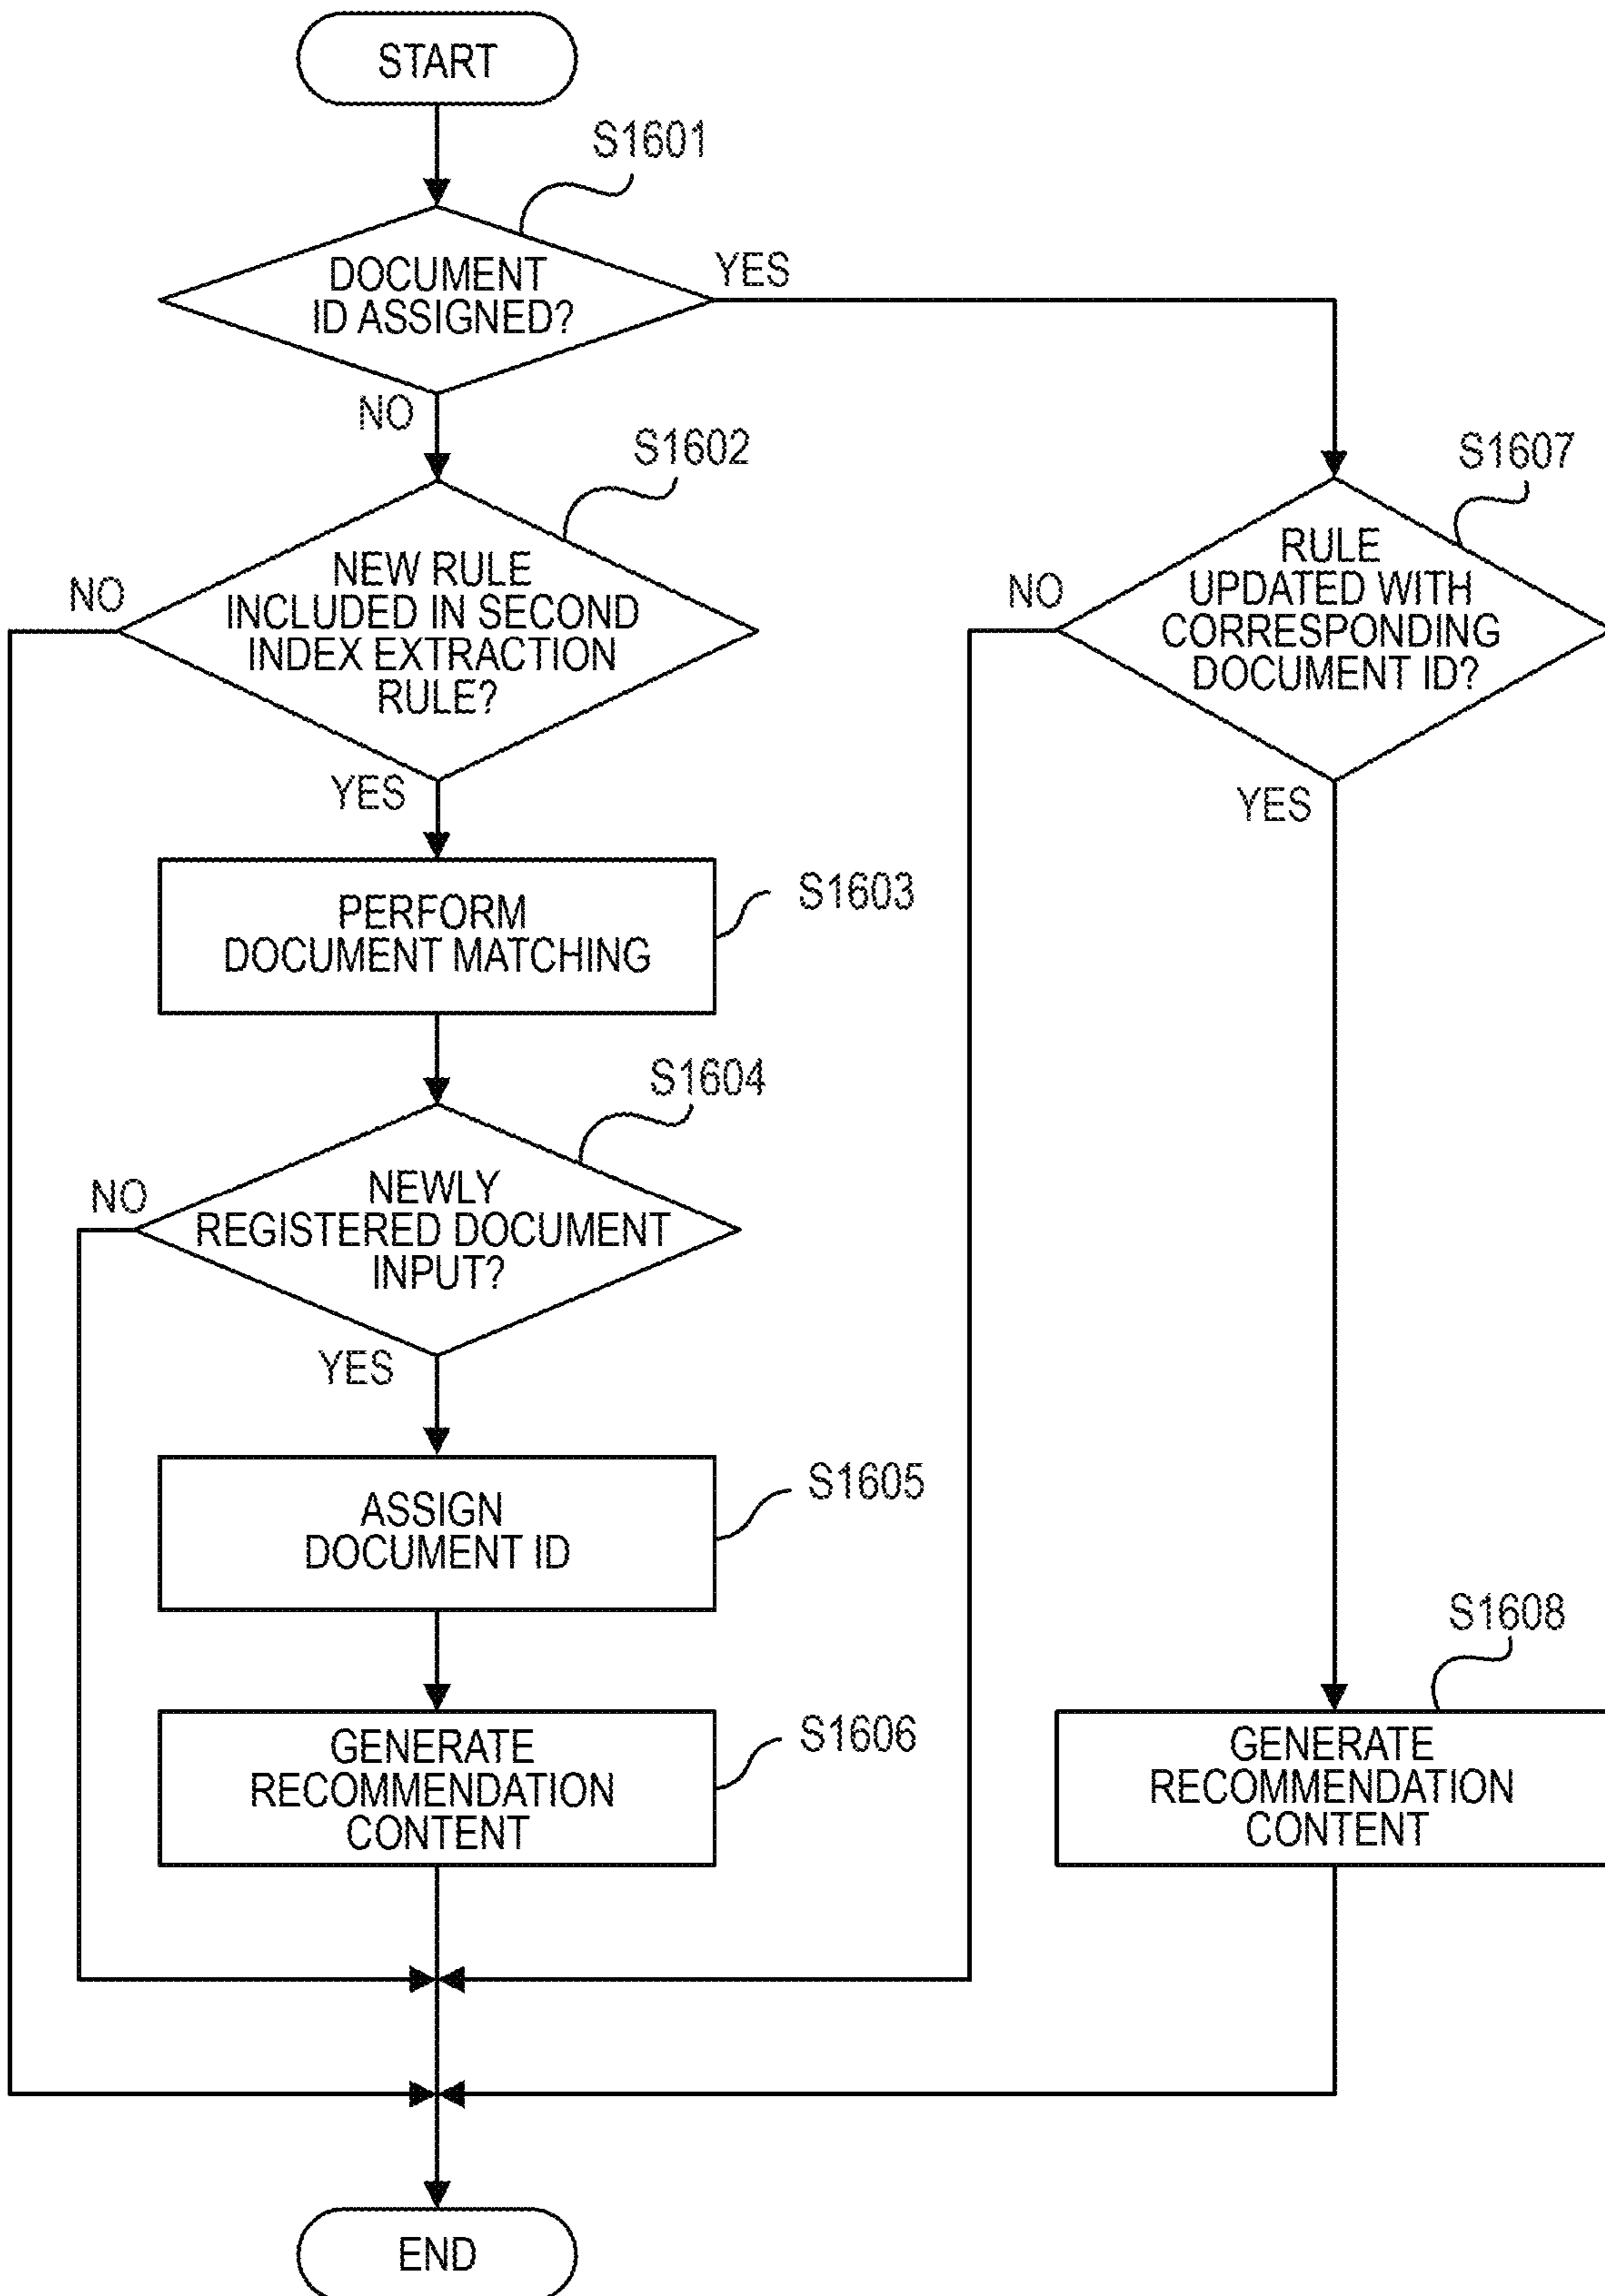 START
S1601
DOCUMENT
ID ASSIGNED?
YES
NO
S1602
NEW RULE
INCLUDED IN SECOND
INDEX EXTRACTION
RULE?
NO
YES
S1607
RULE
UPDATED WITH
CORRESPONDING
DOCUMENT ID?
NO
YES
PERFORM
DOCUMENT MATCHING
S1603
S1604
NEWLY
REGISTERED DOCUMENT
INPUT?
NO
YES
ASSIGN
DOCUMENT ID
S1605
GENERATE
RECOMMENDATION
CONTENT
S1606
S1608
GENERATE
RECOMMENDATION
CONTENT
END